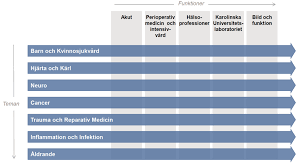 Funktioner
Akut
Perioperativ
medicin och
intensiv-
vård
Hälso-
professioner
Karolinska
Universitets-
laboratoriet
Bild och
funktion
Teman
Barn och Kvinnosjukvård
Hjärta och Kärl
Neuro
Cancer
Trauma och Reparativ Medicin
Inflammation och Infektion
Åldrande